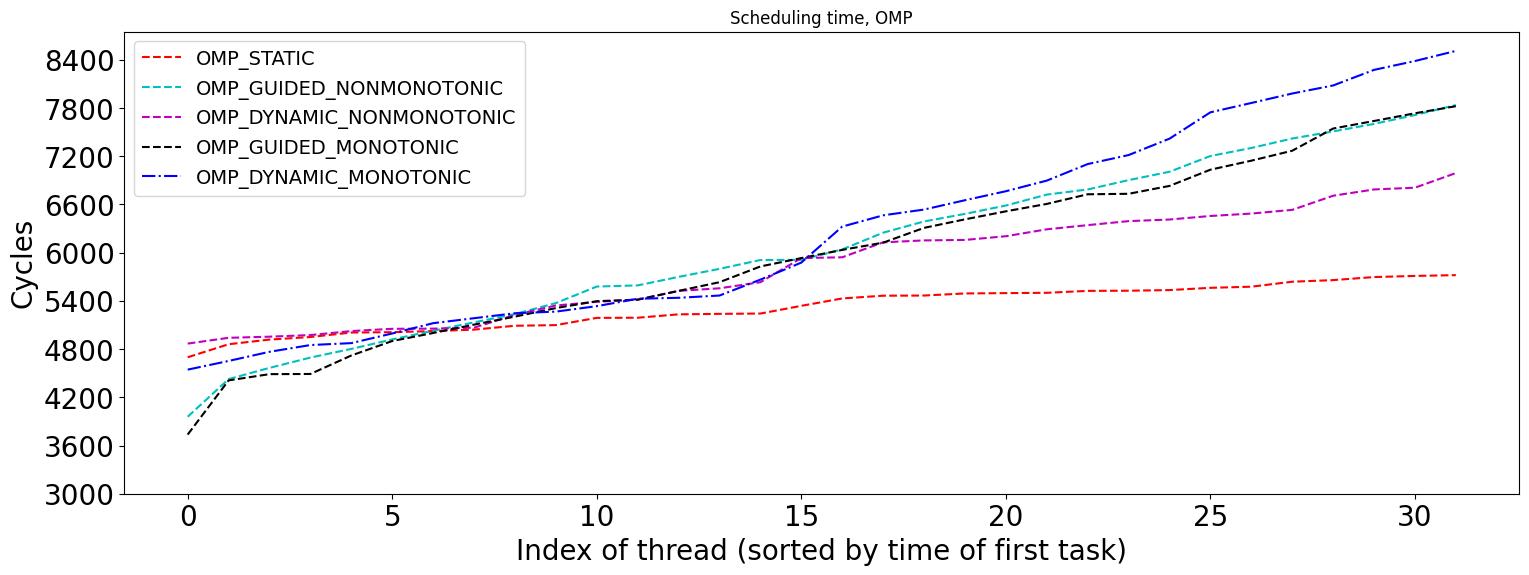 Scheduling time, OMP
OMP_STATIC
OMP_GUIDED_NONMONOTONIC
OMP_DYNAMIC_NONMONOTONIC
OMP_GUIDED_MONOTONIC
OMP_DYNAMIC_MONOTONIC
Cycles
8400
7800
7200
6600
6000
5400
4800
4200
3600
3000
0 5 10 15 20 25 30
Index of thread (sorted by time of first task)